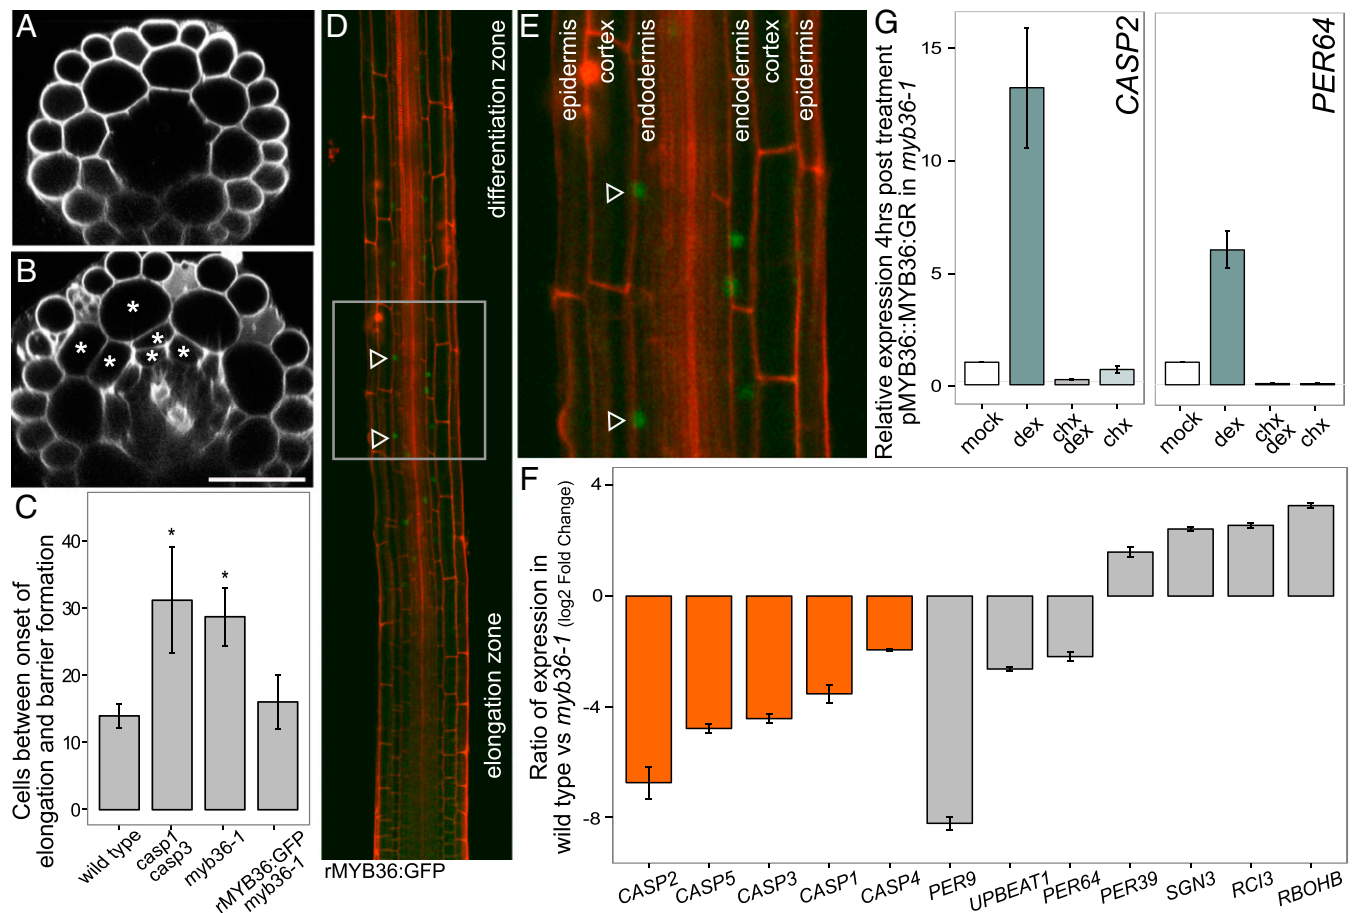 A
B
*
* * * * *
C
Cells between onset of
elongation and barrier formation
40
30
20
10
0
*
*
wild type
casp1
casp3
myb36-1
rMYB36:GFP
myb36-1
D
differentiation zone
elongation zone
rMYB36:GFP
E
epidermis
cortex
endodermis
endodermis
cortex
epidermis
F
Ratio of expression in
wild type vs myb36-1 (log2 Fold Change)
4
0
-4
-8
CASP2
CASP5
CASP3
CASP1
CASP4
PER9
UPBEAT1
PER64
PER39
SGN3
RCI3
RBOHB
G
Relative expression 4hrs post treatment
pMYB36::MYB36:GR in myb36-1
15
10
5
0
CASP2
mock
dex
chx
dex
chx
PER64
mock
dex
chx
dex
chx